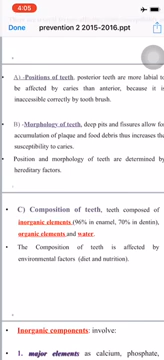 4:05
Done
prevention 2 2015-2016.ppt
A) -Positions of teeth, posterior teeth are more labial to
be affected by caries than anterior, because it is
inaccessible correctly by tooth brush.
B) -Morphology of teeth, deep pits and fissures allow for
accumulation of plaque and food debris thus increases the
susceptibility to caries.
• Position and morphology of teeth are determined by
hereditary factors.
C) Composition of teeth, teeth composed of
inorganic elements (96% in enamel, 70% in dentin),
organic elements and water.
• The Composition of teeth is affected by
environmental factors (diet and nutrition).
Inorganic components: involve:
1. major elements as calcium, phosphate,